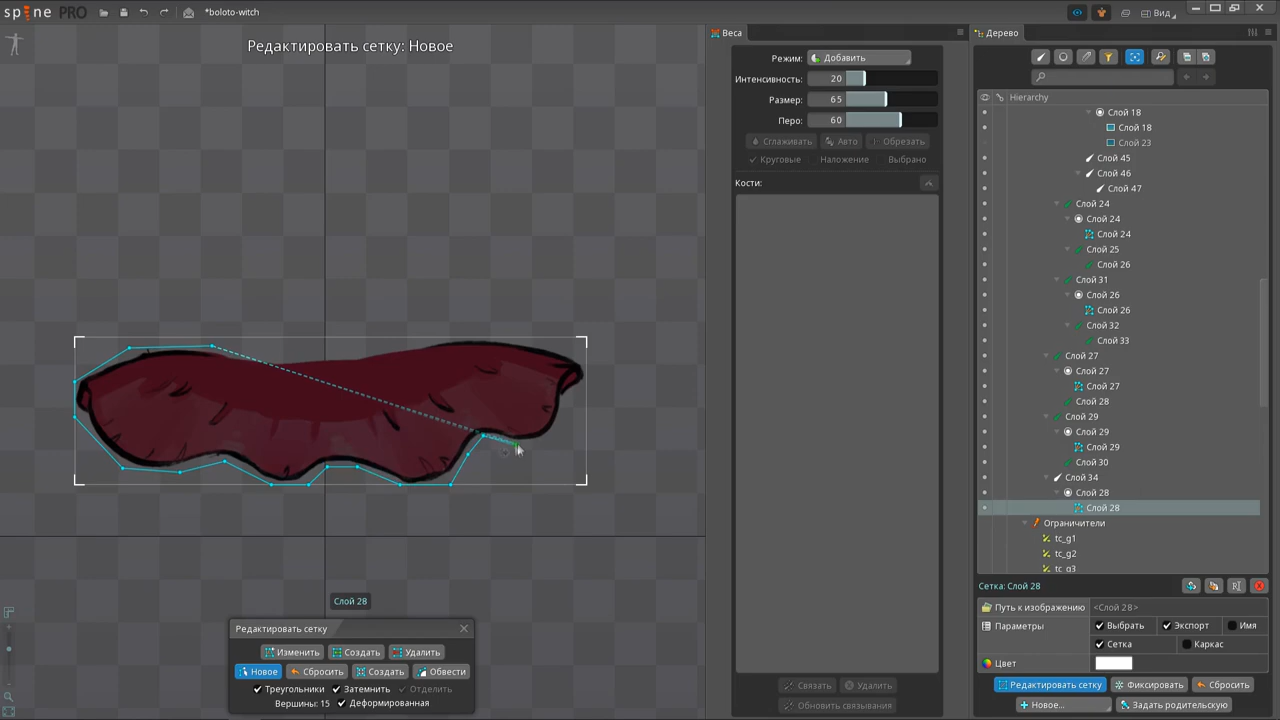 spine PRO
*boloto-witch
Вид
Редактировать сетку: Новое
Веса
Дерево
Режим: Добавить
Интенсивность: 20
Размер: 65
Перо: 60
Сглаживать Авто Обрезать
Круговые Наложение Выбрано
Кости:
Связать Удалить
Обновить связывания
Hierarchy
Слой 18
Слой 18
Слой 23
Слой 45
Слой 46
Слой 47
Слой 24
Слой 24
Слой 24
Слой 25
Слой 26
Слой 31
Слой 26
Слой 26
Слой 32
Слой 33
Слой 27
Слой 27
Слой 27
Слой 28
Слой 29
Слой 29
Слой 29
Слой 30
Слой 34
Слой 28
Слой 28
Ограничители
tc_g1
tc_g2
tc_g3
Сетка: Слой 28
Путь к изображению <Слой 28>
Параметры Выбрать Экспорт Имя
Сетка Каркас
Цвет
Редактировать сетку Фиксировать Сбросить
Новое... Задать родительскую
Слой 28
Редактировать сетку
Изменить Создать Удалить
Новое Сбросить Создать Обвести
Треугольники Затемнить Отделить
Вершины: 15 Деформированная